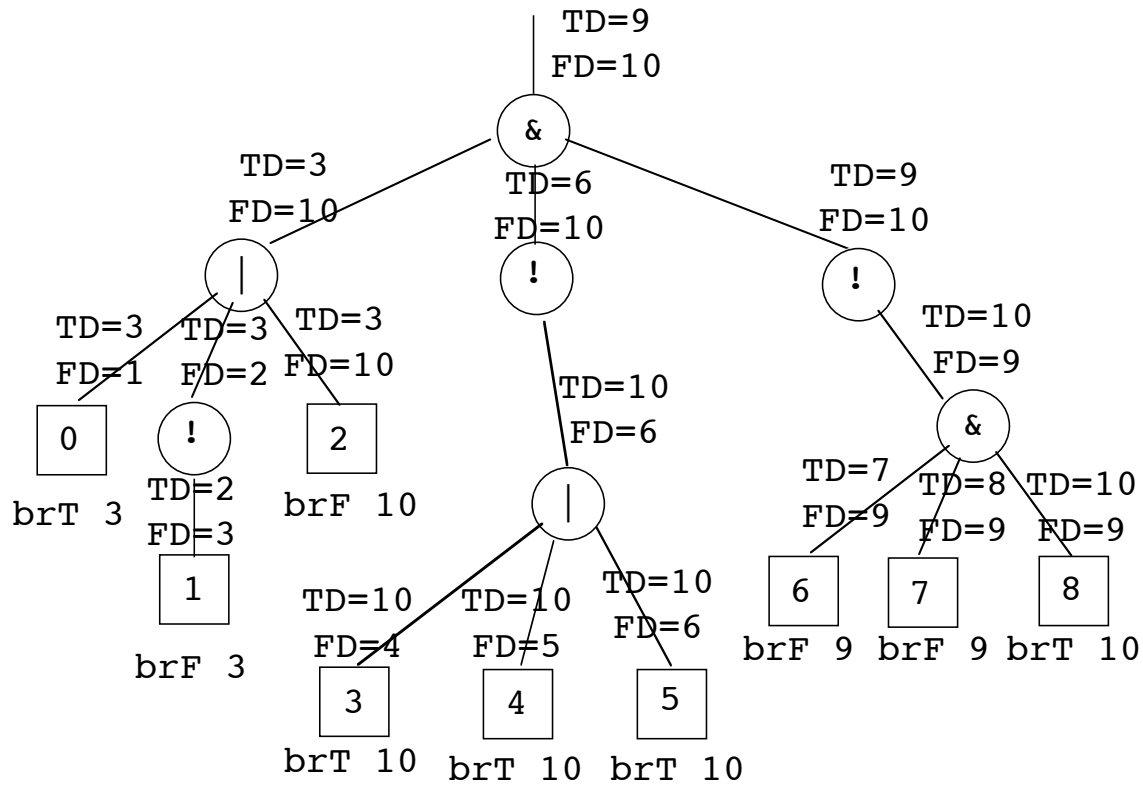 TD=9
FD=10
&
TD=3
FD=10
TD=6
FD=10
TD=9
FD=10
|
!
!
TD=3
FD=1
TD=3
FD=2
TD=3
FD=10
TD=10
FD=6
TD=10
FD=9
0
!
2
&
brT 3
TD=2
FD=3
brF 10
|
TD=7
FD=9
TD=8
FD=9
TD=10
FD=9
1
brF 3
TD=10
FD=4
TD=10
FD=5
TD=10
FD=6
6
7
8
brF 9
brF 9
brT 10
3
4
5
brT 10
brT 10
brT 10